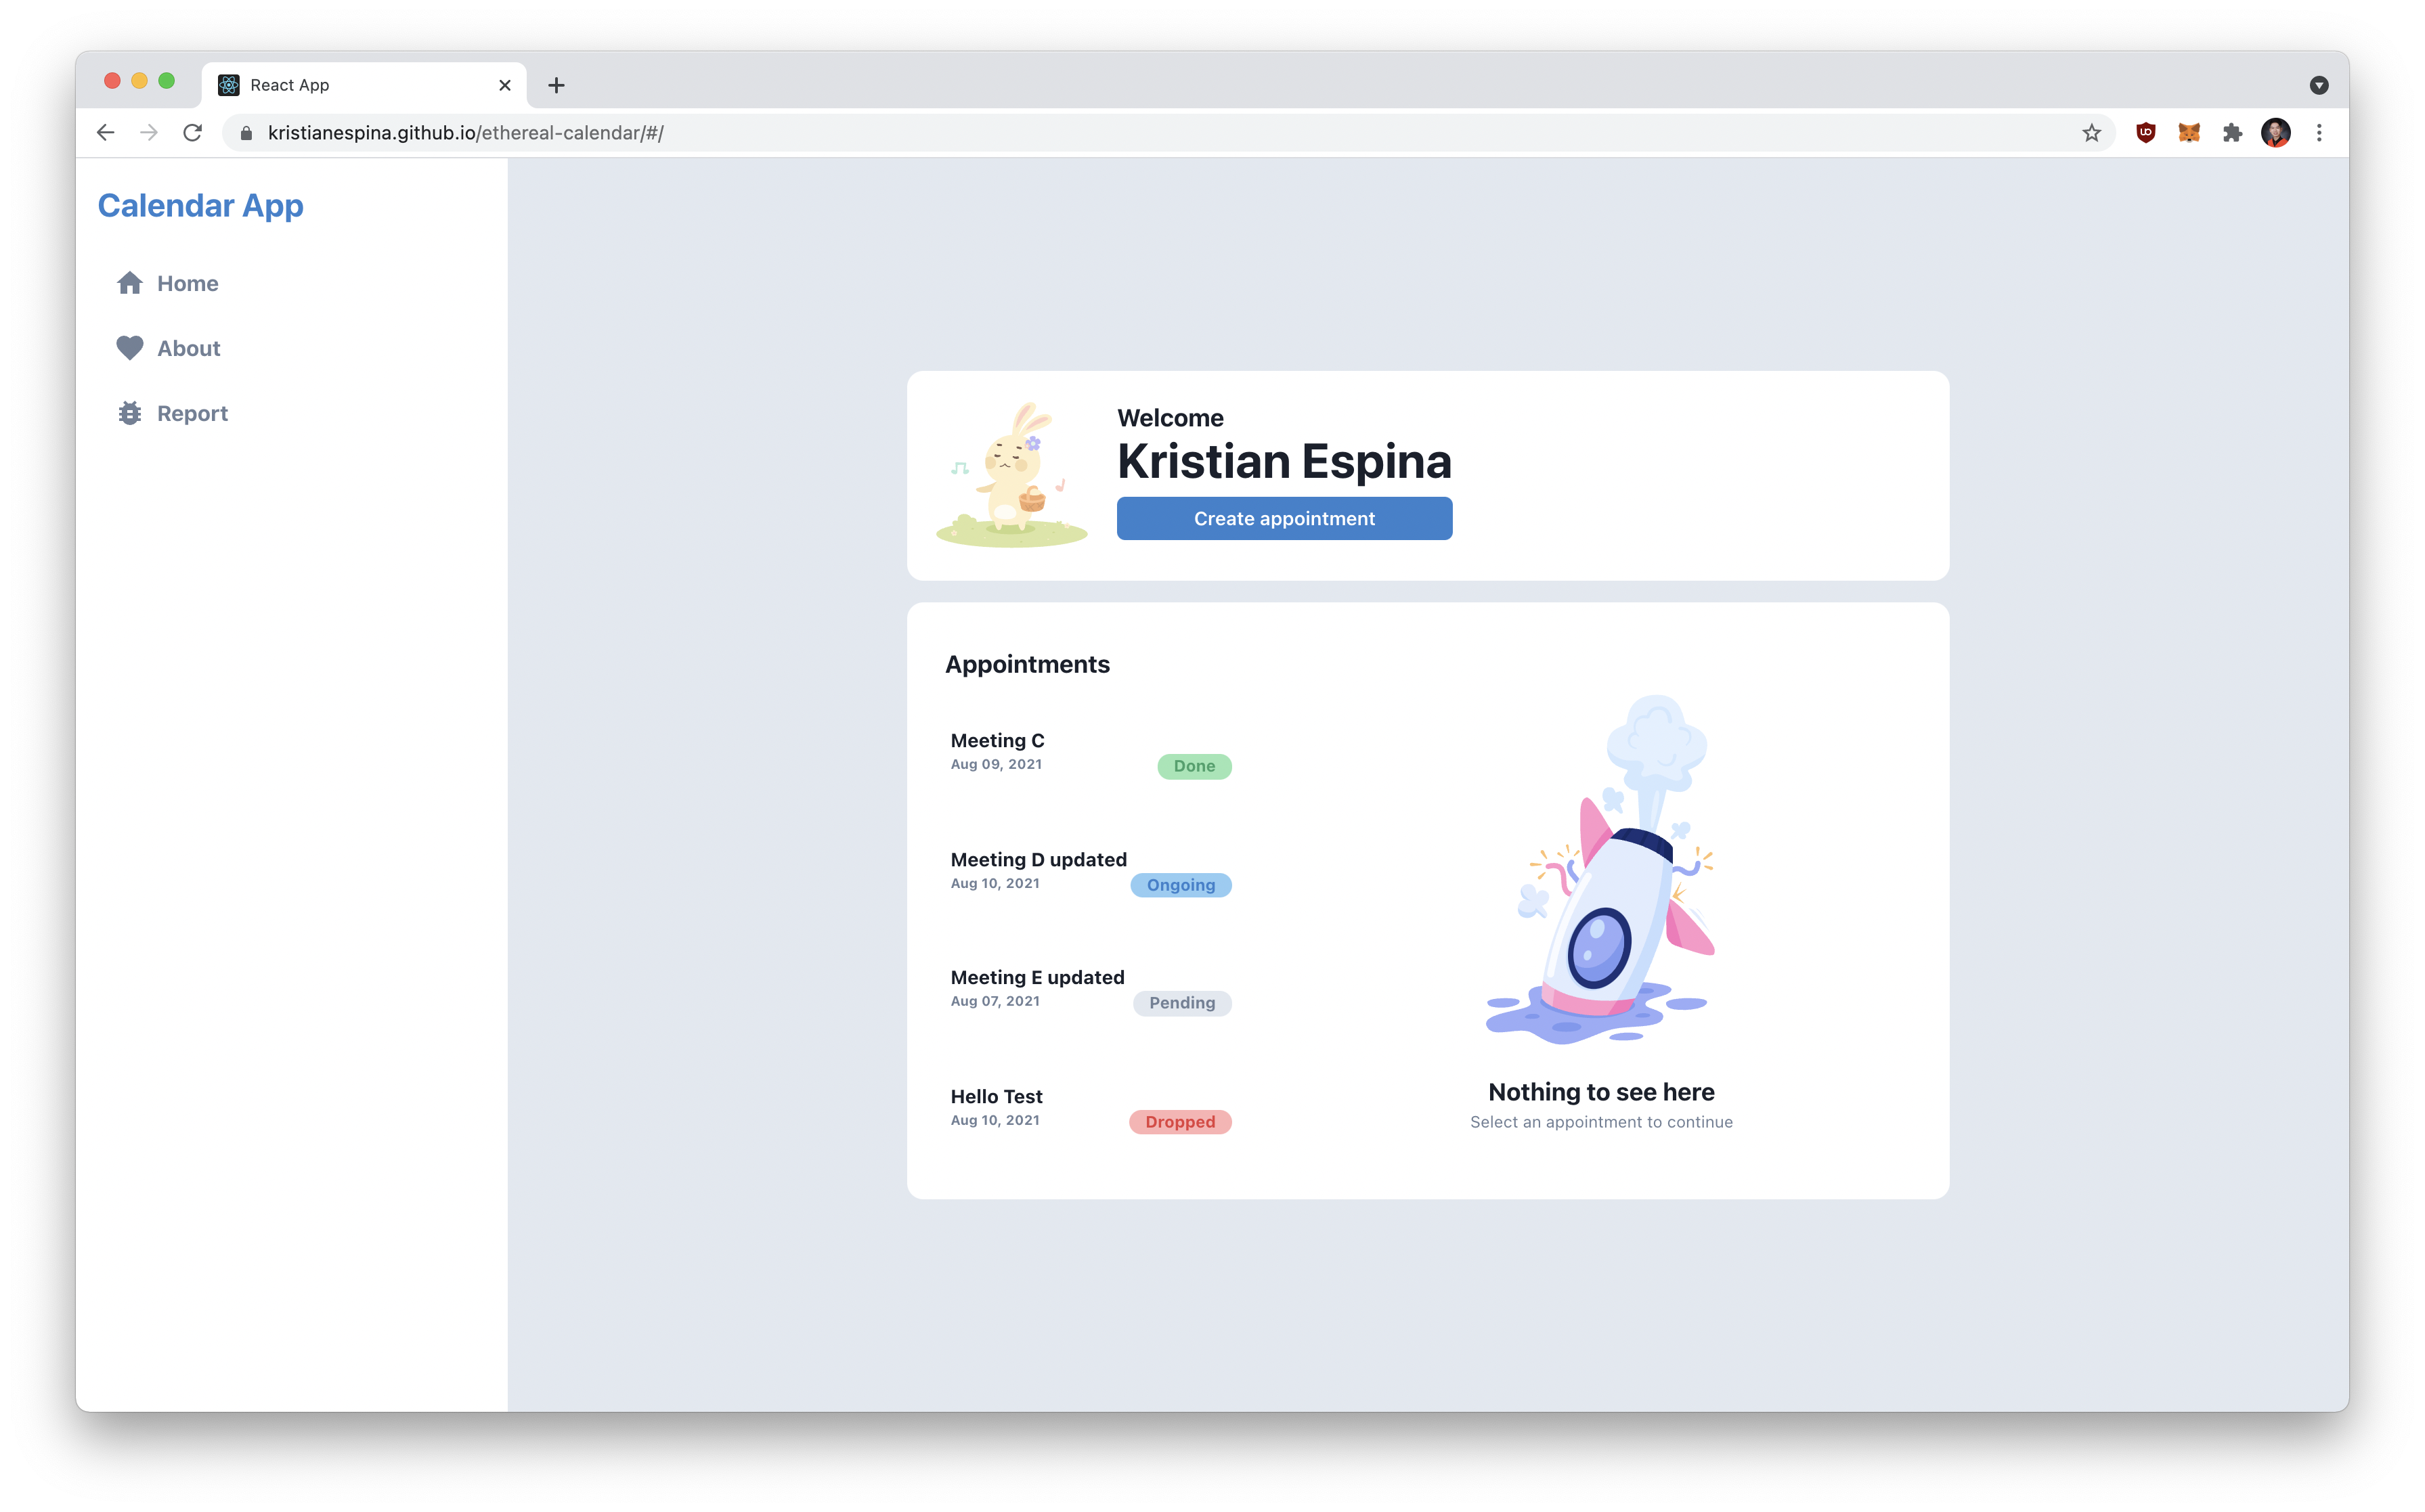 React App
kristianespina.github.io/ethereal-calendar/#/
Calendar App
Home
About
Report
Welcome
Kristian Espina
Create appointment
Appointments
Meeting C
Aug 09, 2021
Done
Meeting D updated
Aug 10, 2021
Ongoing
Meeting E updated
Aug 07, 2021
Pending
Hello Test
Aug 10, 2021
Dropped
Nothing to see here
Select an appointment to continue